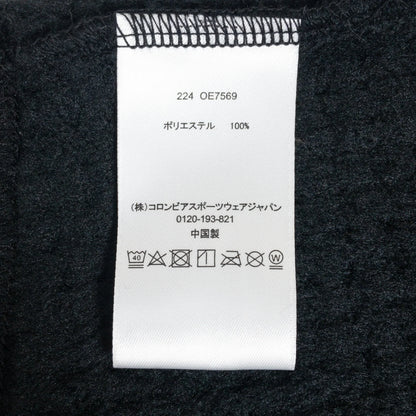 224 OE7569
ポリエステル 100%
(株)コロンビアスポーツウェアジャパン
0120-193-821
中国製
40 W